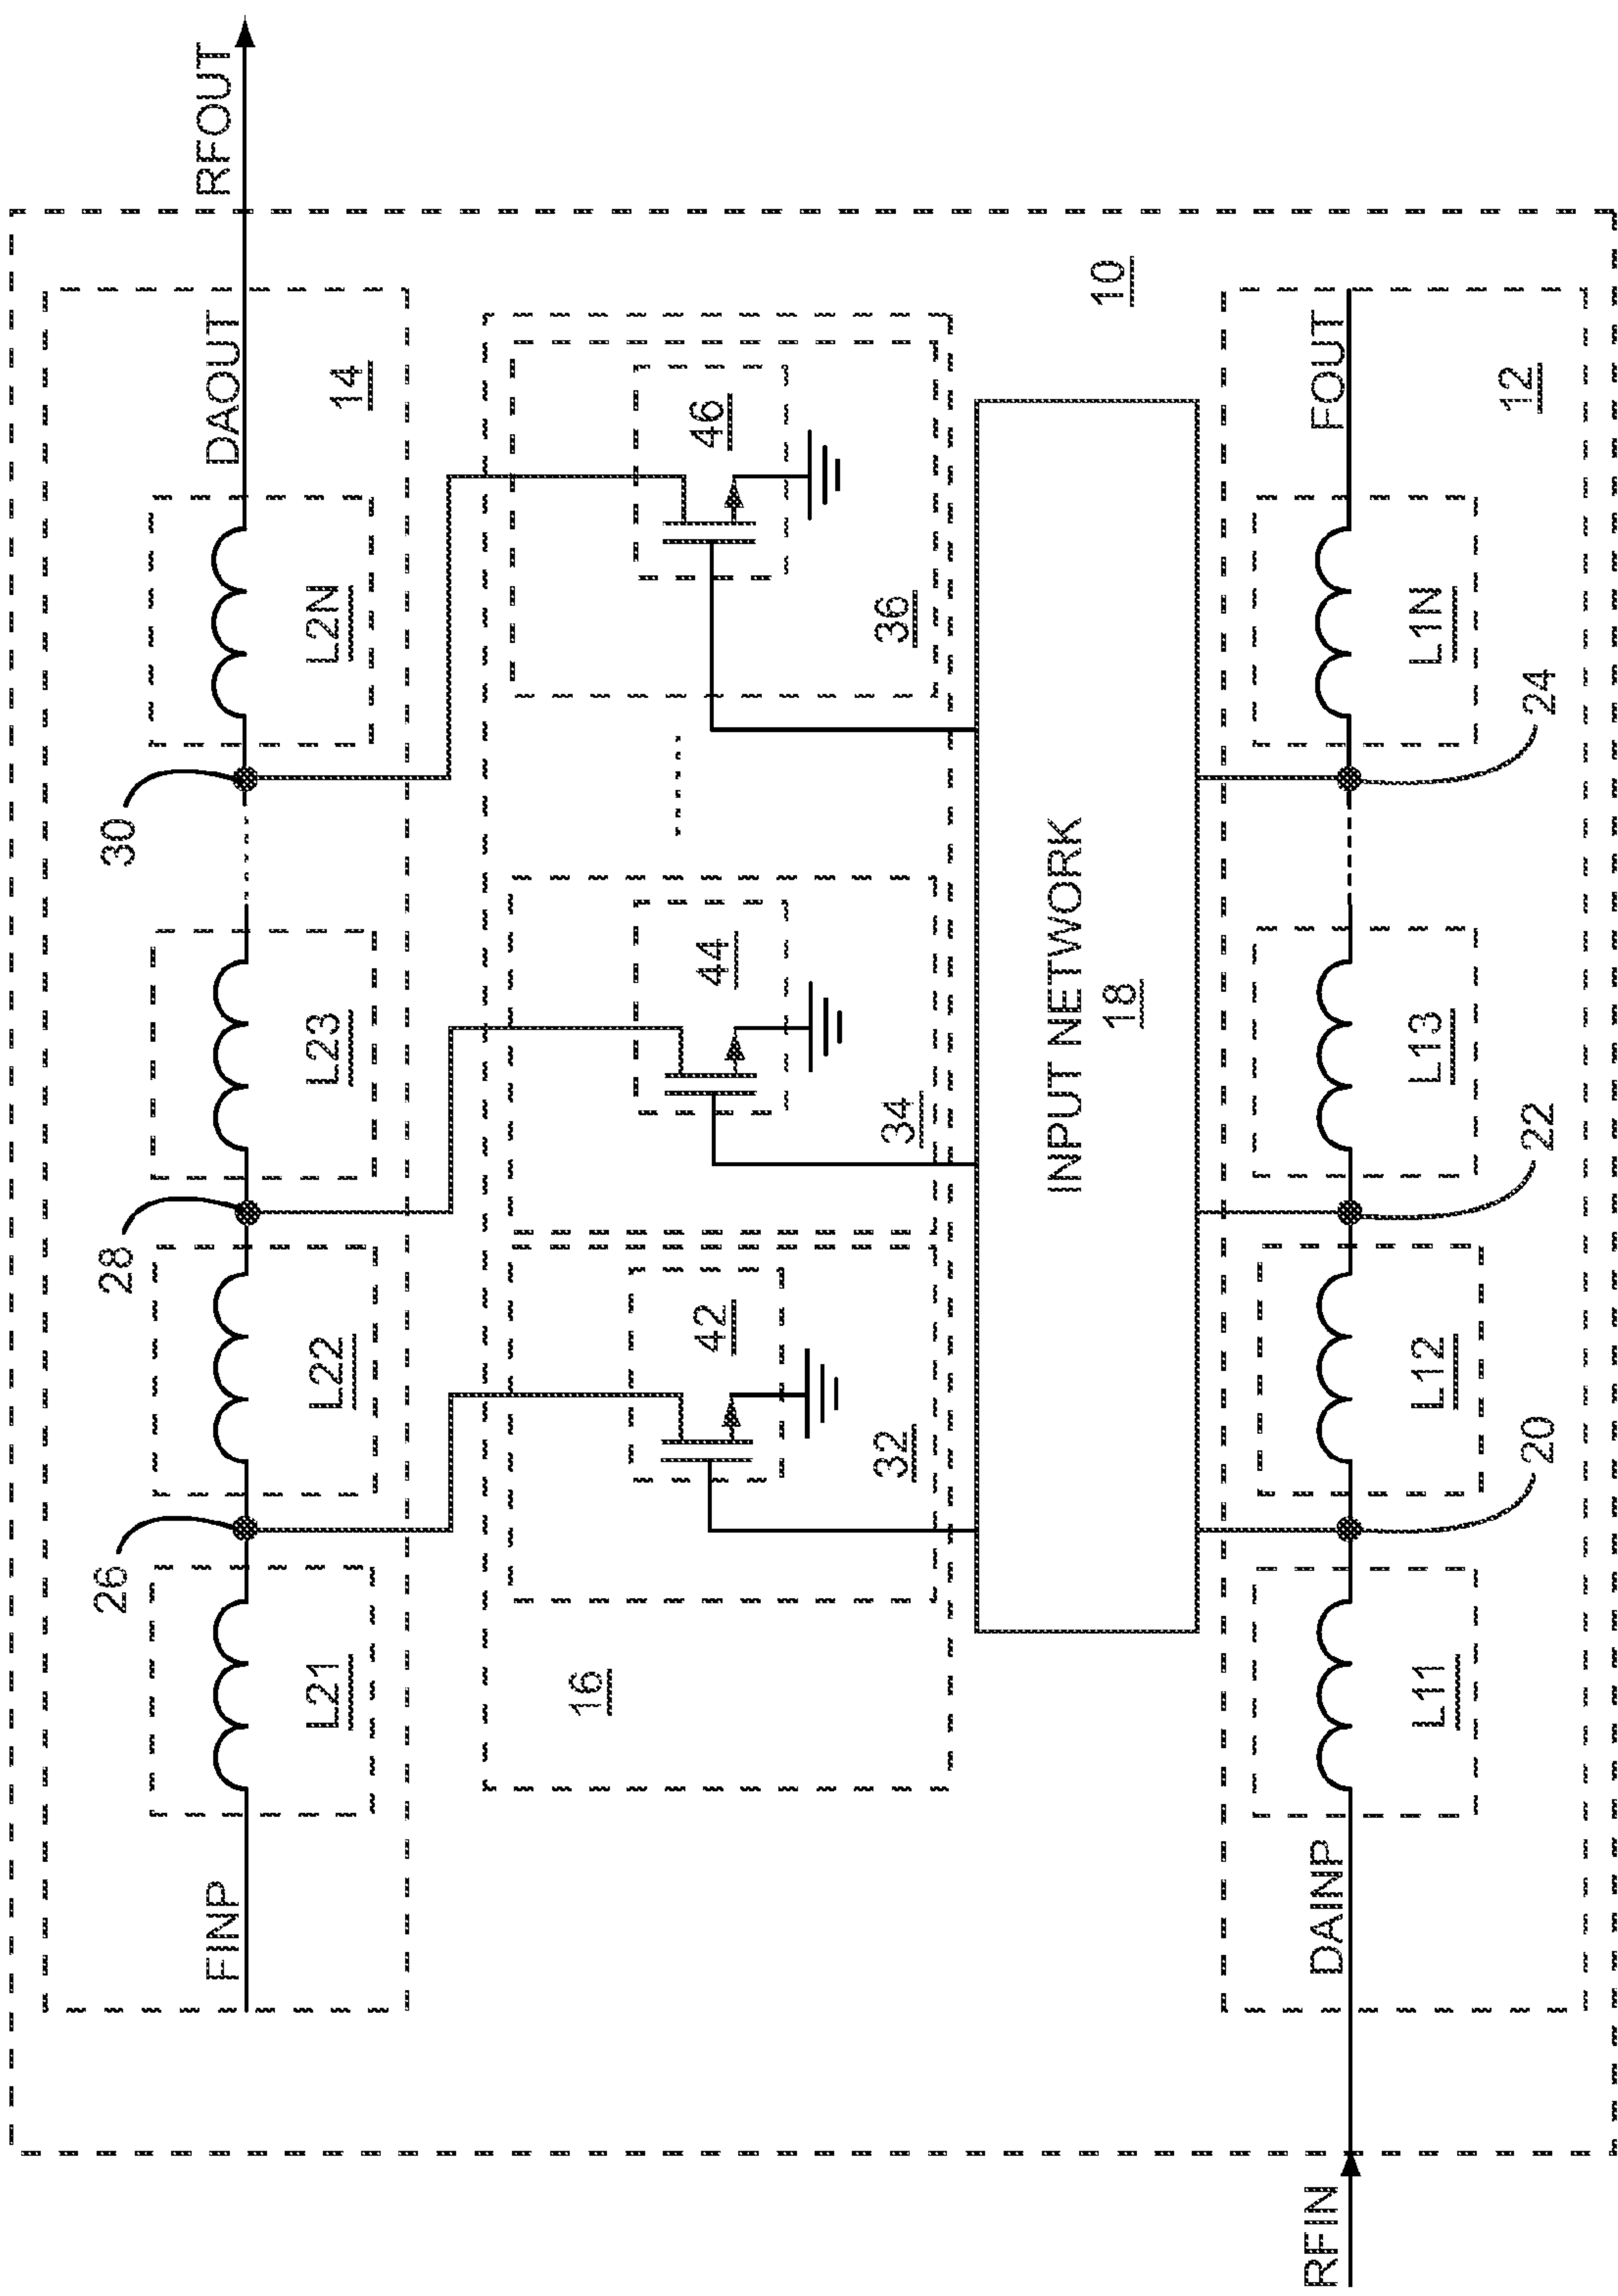 RFOUT
DAOUT
FINP
14
L21
L22
L23
L2N
26
28
30
10
16
32
42
34
44
36
46
INPUT NETWORK
18
RFIN
DAINP
FOUT
L11
L12
L13
L1N
20
22
24
12